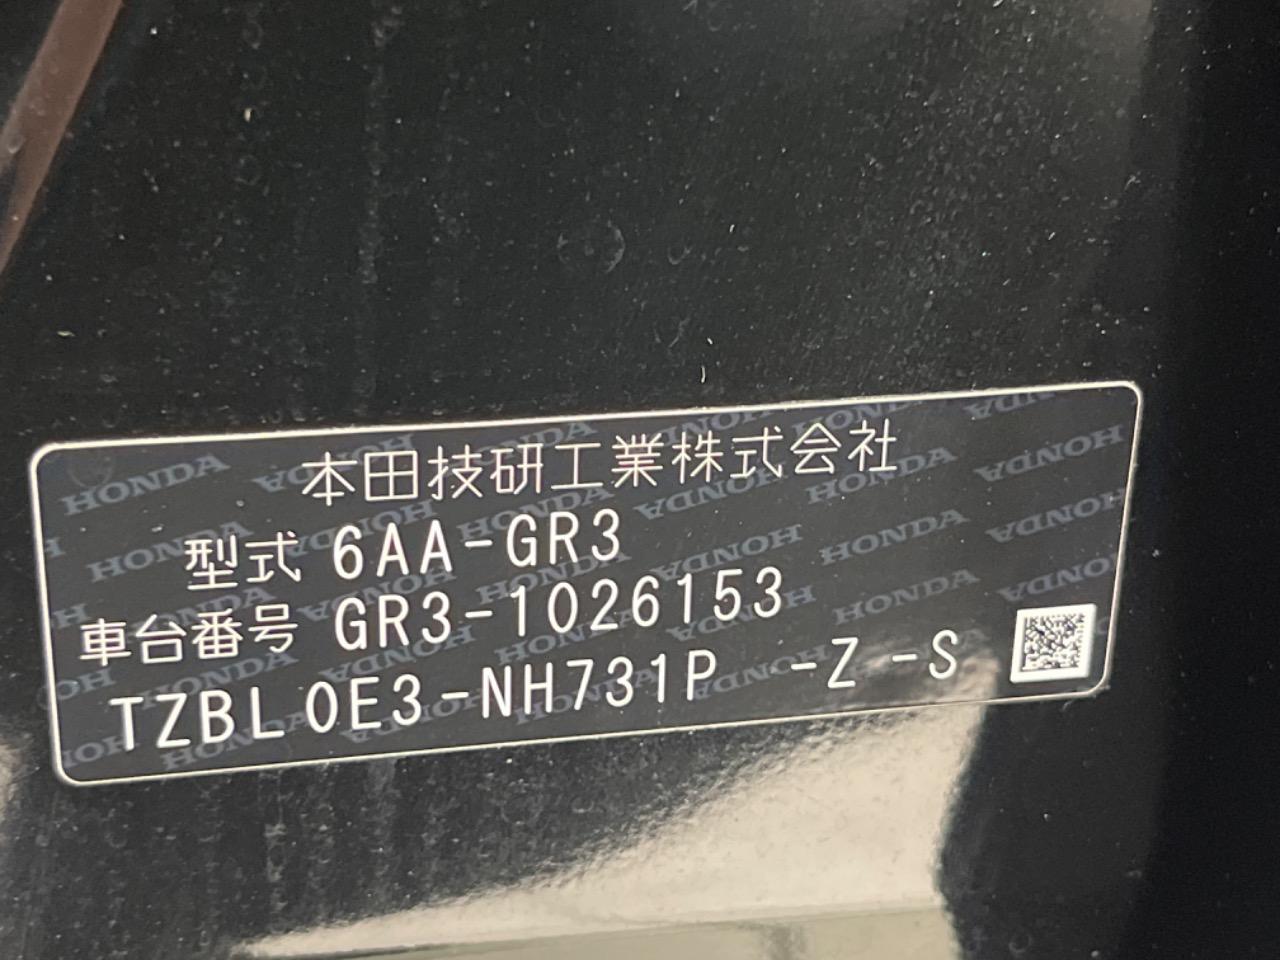 本田技研工業株式会社
型式 6AA-GR3
車台番号 GR3-1026153
TZBL0E3-NH731P -Z -S